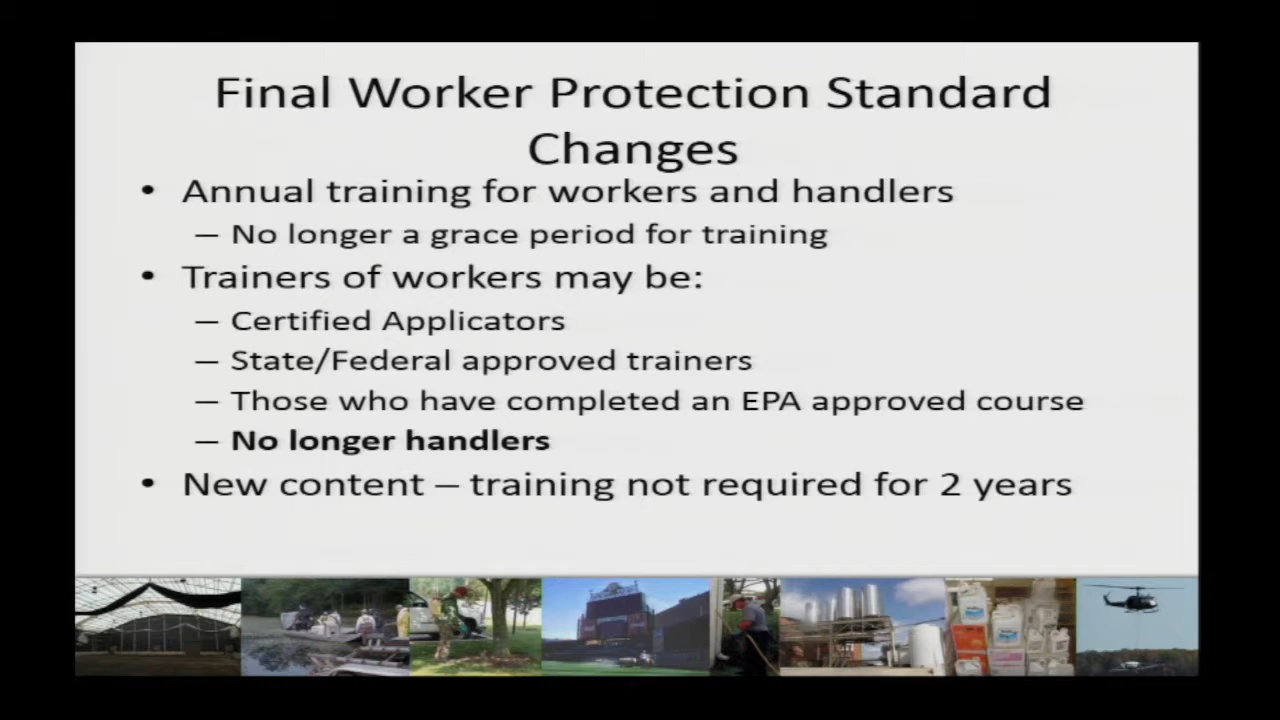 Final Worker Protection Standard
Changes
• Annual training for workers and handlers
– No longer a grace period for training
• Trainers of workers may be:
– Certified Applicators
– State/Federal approved trainers
– Those who have completed an EPA approved course
– No longer handlers
• New content – training not required for 2 years